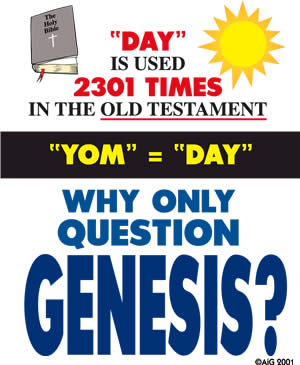 The
Holy
Bible
"DAY"
IS USED
2301 TIMES
IN THE OLD TESTAMENT
"YOM" = "DAY"
WHY ONLY
QUESTION
GENESIS?
©AiG 2001